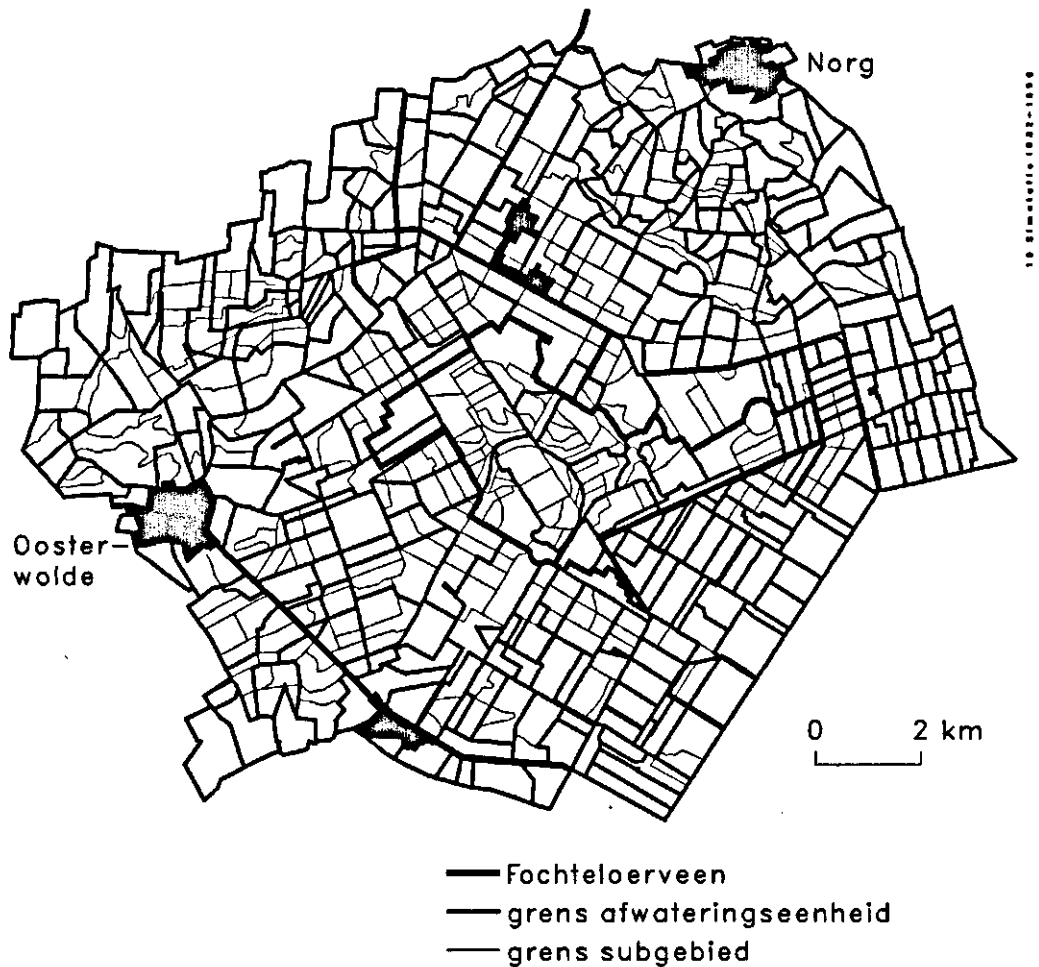 Norg
Ooster-
wolde
0 2 km
Fochteloerveen
grens afwateringseenheid
grens subgebied